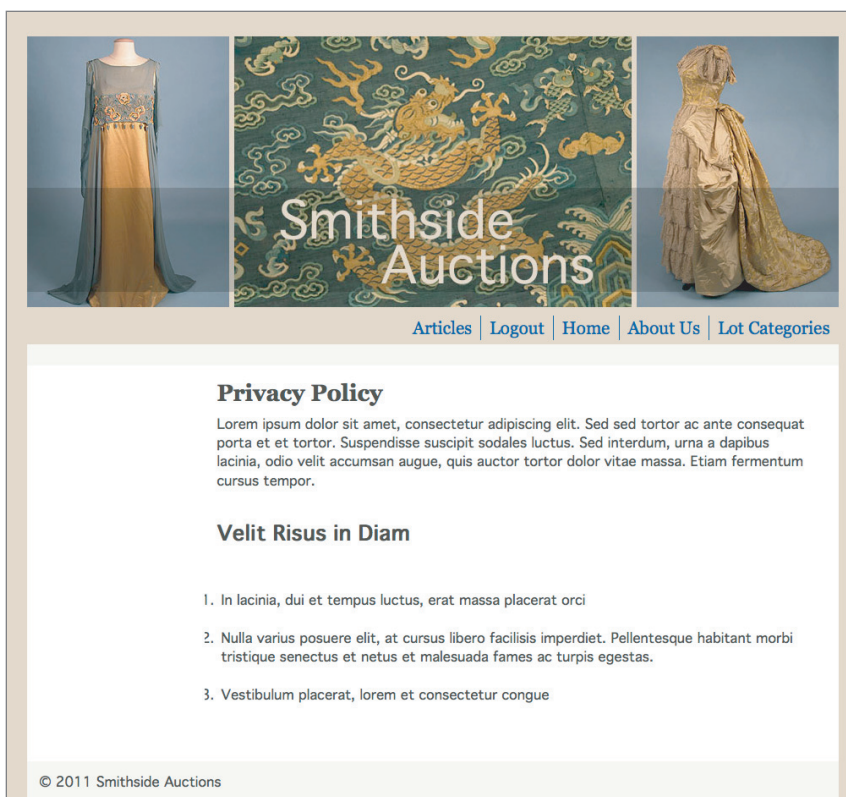 Smithside
Auctions
Articles Logout Home About Us Lot Categories
Privacy Policy
Lorem ipsum dolor sit amet, consectetur adipiscing elit. Sed sed tortor ac ante consequat
porta et et tortor. Suspendisse suscipit sodales luctus. Sed interdum, urna a dapibus
lacinia, odio velit accumsan augue, quis auctor tortor dolor vitae massa. Etiam fermentum
cursus tempor.
Velit Risus in Diam
1. In lacinia, dui et tempus luctus, erat massa placerat orci
2. Nulla varius posuere elit, at cursus libero facilisis imperdiet. Pellentesque habitant morbi
tristique senectus et netus et malesuada fames ac turpis egestas.
3. Vestibulum placerat, lorem et consectetur congue
© 2011 Smithside Auctions